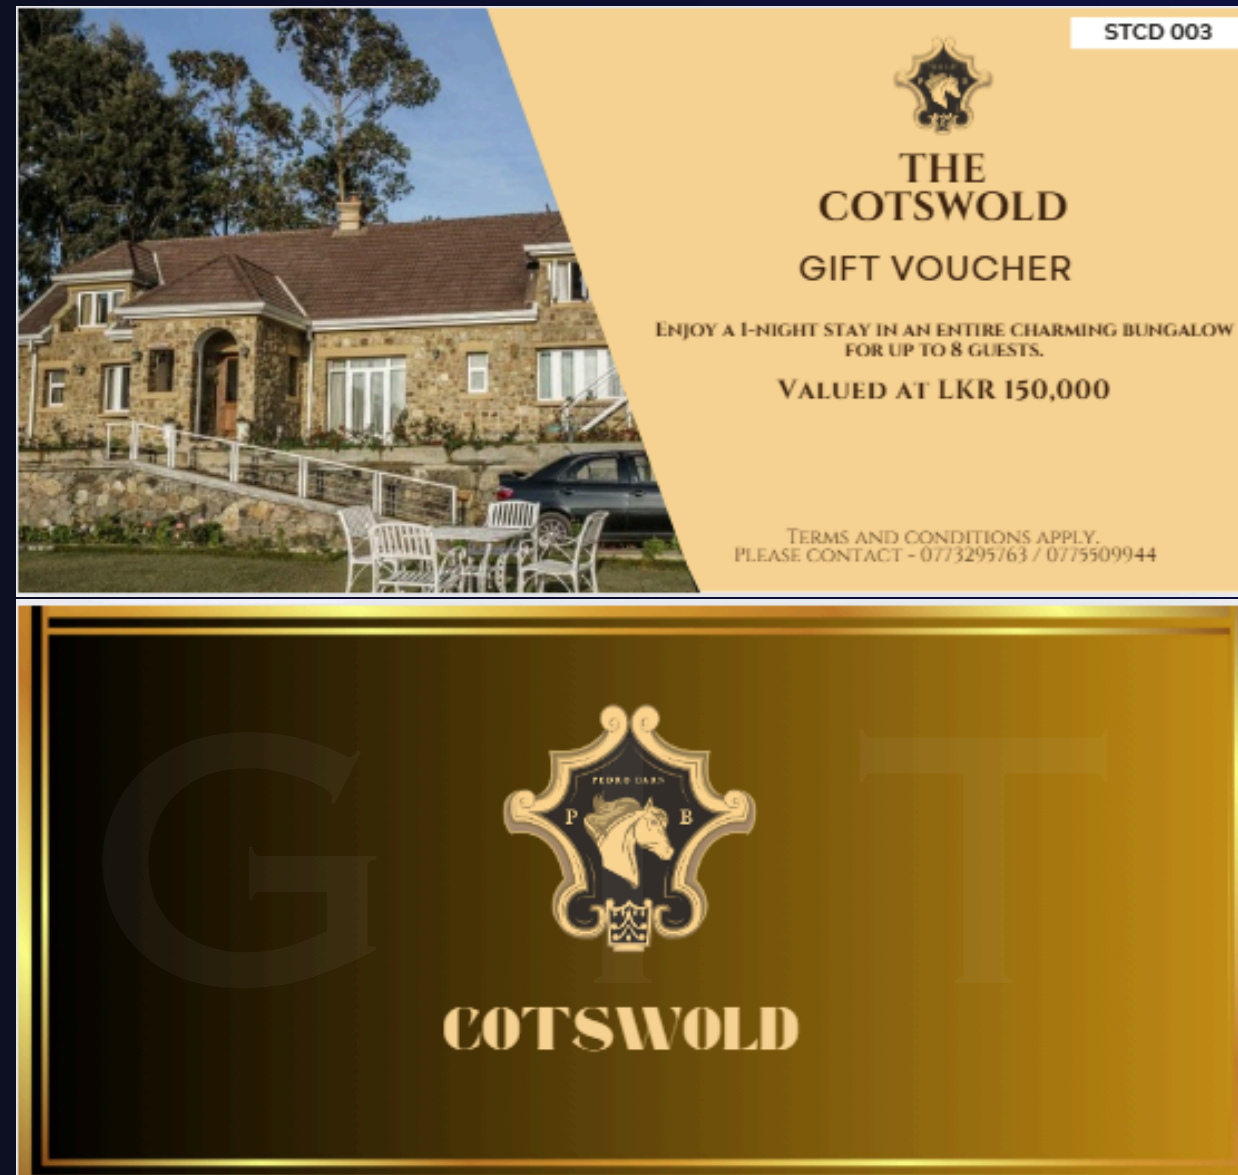 STCD 003
THE
COTSWOLD
GIFT VOUCHER
ENJOY A 1-NIGHT STAY IN AN ENTIRE CHARMING BUNGALOW
FOR UP TO 8 GUESTS.
VALUED AT LKR 150,000
TERMS AND CONDITIONS APPLY.
PLEASE CONTACT - 0773295763 / 0775509944
G T
PEDRO
P B
COTSWOLD